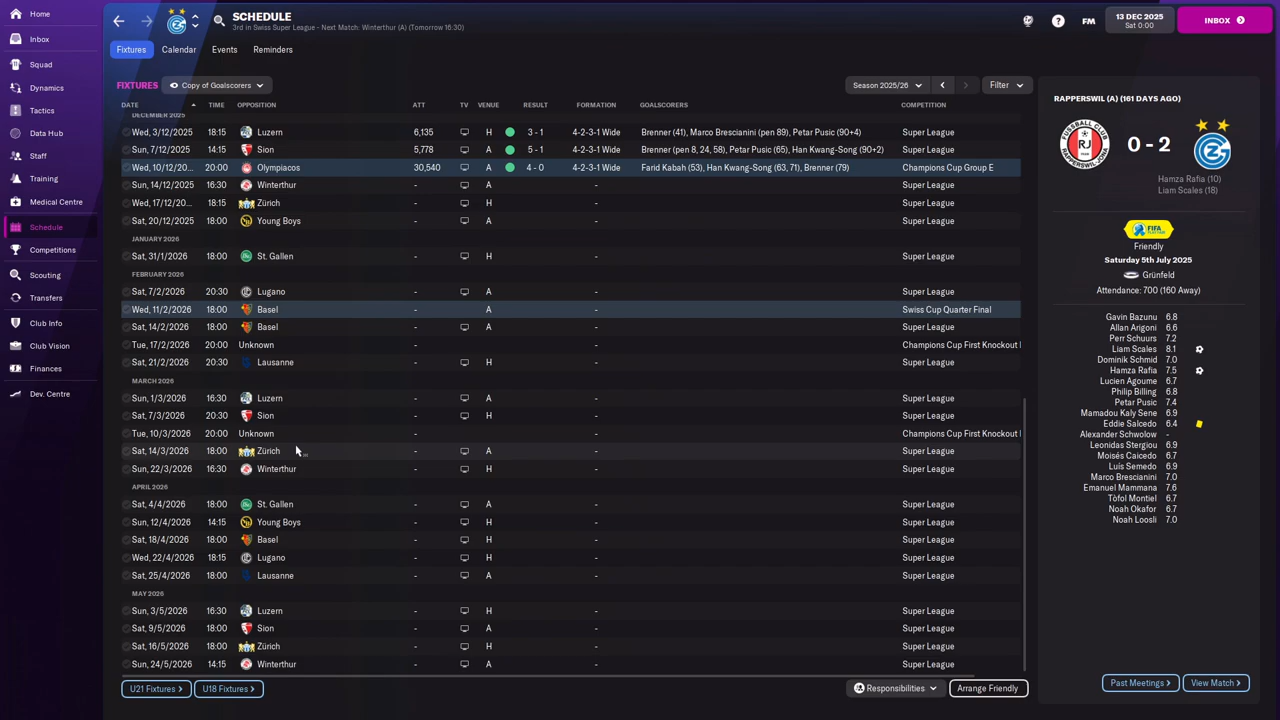 Home
SCHEDULE
3rd in Swiss Super League - Next Match: Winterthur (A) (Tomorrow 16:30)
FM
13 DEC 2025
Sat 0:00
INBOX
Inbox
Squad
Dynamics
Tactics
Data Hub
Staff
Training
Medical Centre
Schedule
Competitions
Scouting
Transfers
Club Info
Club Vision
Finances
Dev. Centre
Fixtures Calendar Events Reminders
FIXTURES Copy of Goalscorers Season 2025/26 Filter
DATE TIME OPPOSITION ATT TV VENUE RESULT FORMATION GOALSCORERS COMPETITION
DECEMBER 2025
Wed, 3/12/2025 18:15 Luzern 6,135 H 3 - 1 4-2-3-1 Wide Brenner (41), Marco Brescianini (pen 89), Petar Pusic (90+4) Super League
Sun, 7/12/2025 16:30 Sion 5,778 A 5 - 1 4-2-3-1 Wide Brenner (pen 8, 24, 58), Petar Pusic (65), Han Kwang-Song (90+2) Super League
Wed, 10/12/20... 20:00 Olympiacos 30,540 A 4 - 0 4-2-3-1 Wide Farid Kabah (53), Han Kwang-Song (63, 71), Brenner (79) Champions Cup Group E
Sun, 14/12/2025 16:30 Winterthur - A - Super League
Wed, 17/12/20... 18:15 Zürich - H - Super League
Sat, 20/12/2025 18:00 Young Boys - A - Super League
JANUARY 2026
Sat, 31/1/2026 18:00 St. Gallen - H - Super League
FEBRUARY 2026
Sat, 7/2/2026 20:30 Lugano - A - Super League
Wed, 11/2/2026 18:00 Basel - A - Swiss Cup Quarter Final
Sat, 14/2/2026 18:00 Basel - A - Super League
Tue, 17/2/2026 20:00 Unknown - - Champions Cup First Knockout
Sat, 21/2/2026 20:30 Lausanne - H - Super League
MARCH 2026
Sun, 1/3/2026 16:30 Luzern - A - Super League
Sat, 7/3/2026 20:30 Sion - H - Super League
Tue, 10/3/2026 20:00 Unknown - - Champions Cup First Knockout
Sat, 14/3/2026 18:00 Zürich - A - Super League
Sun, 22/3/2026 16:30 Winterthur - H - Super League
APRIL 2026
Sat, 4/4/2026 18:00 St. Gallen - A - Super League
Sun, 12/4/2026 14:15 Young Boys - H - Super League
Sat, 18/4/2026 18:00 Basel - H - Super League
Wed, 22/4/2026 18:15 Lugano - H - Super League
Sat, 25/4/2026 18:00 Lausanne - A - Super League
MAY 2026
Sun, 3/5/2026 16:30 Luzern - H - Super League
Sat, 9/5/2026 18:00 Sion - A - Super League
Sat, 16/5/2026 18:00 Zürich - H - Super League
Sun, 24/5/2026 14:15 Winterthur - A - Super League
U21 Fixtures U18 Fixtures Responsibilities Arrange Friendly
RAPPERSWIL (A) (161 DAYS AGO)
0 - 2
Hamza Rafia (10)
Liam Scales (18)
Friendly
Saturday 5th July 2025
Grünfeld
Attendance: 700 (160 Away)
Gavin Bazunu 6.8
Allan Arigoni 6.6
Perr Schuurs 7.2
Liam Scales 8.1
Dominik Schmid 7.0
Hamza Rafia 7.5
Lucien Agoume 6.7
Philip Billing 6.8
Petar Pusic 7.4
Mamadou Kaly Sene 6.9
Eddie Salcedo 6.4
Alexander Schwolow -
Leonidas Stergiou 6.9
Moisés Caicedo 6.7
Luís Semedo 6.9
Marco Brescianini 7.0
Emanuel Mammana 7.6
Tòfol Montiel 6.7
Noah Okafor 6.7
Noah Loosli 7.0
Past Meetings View Match